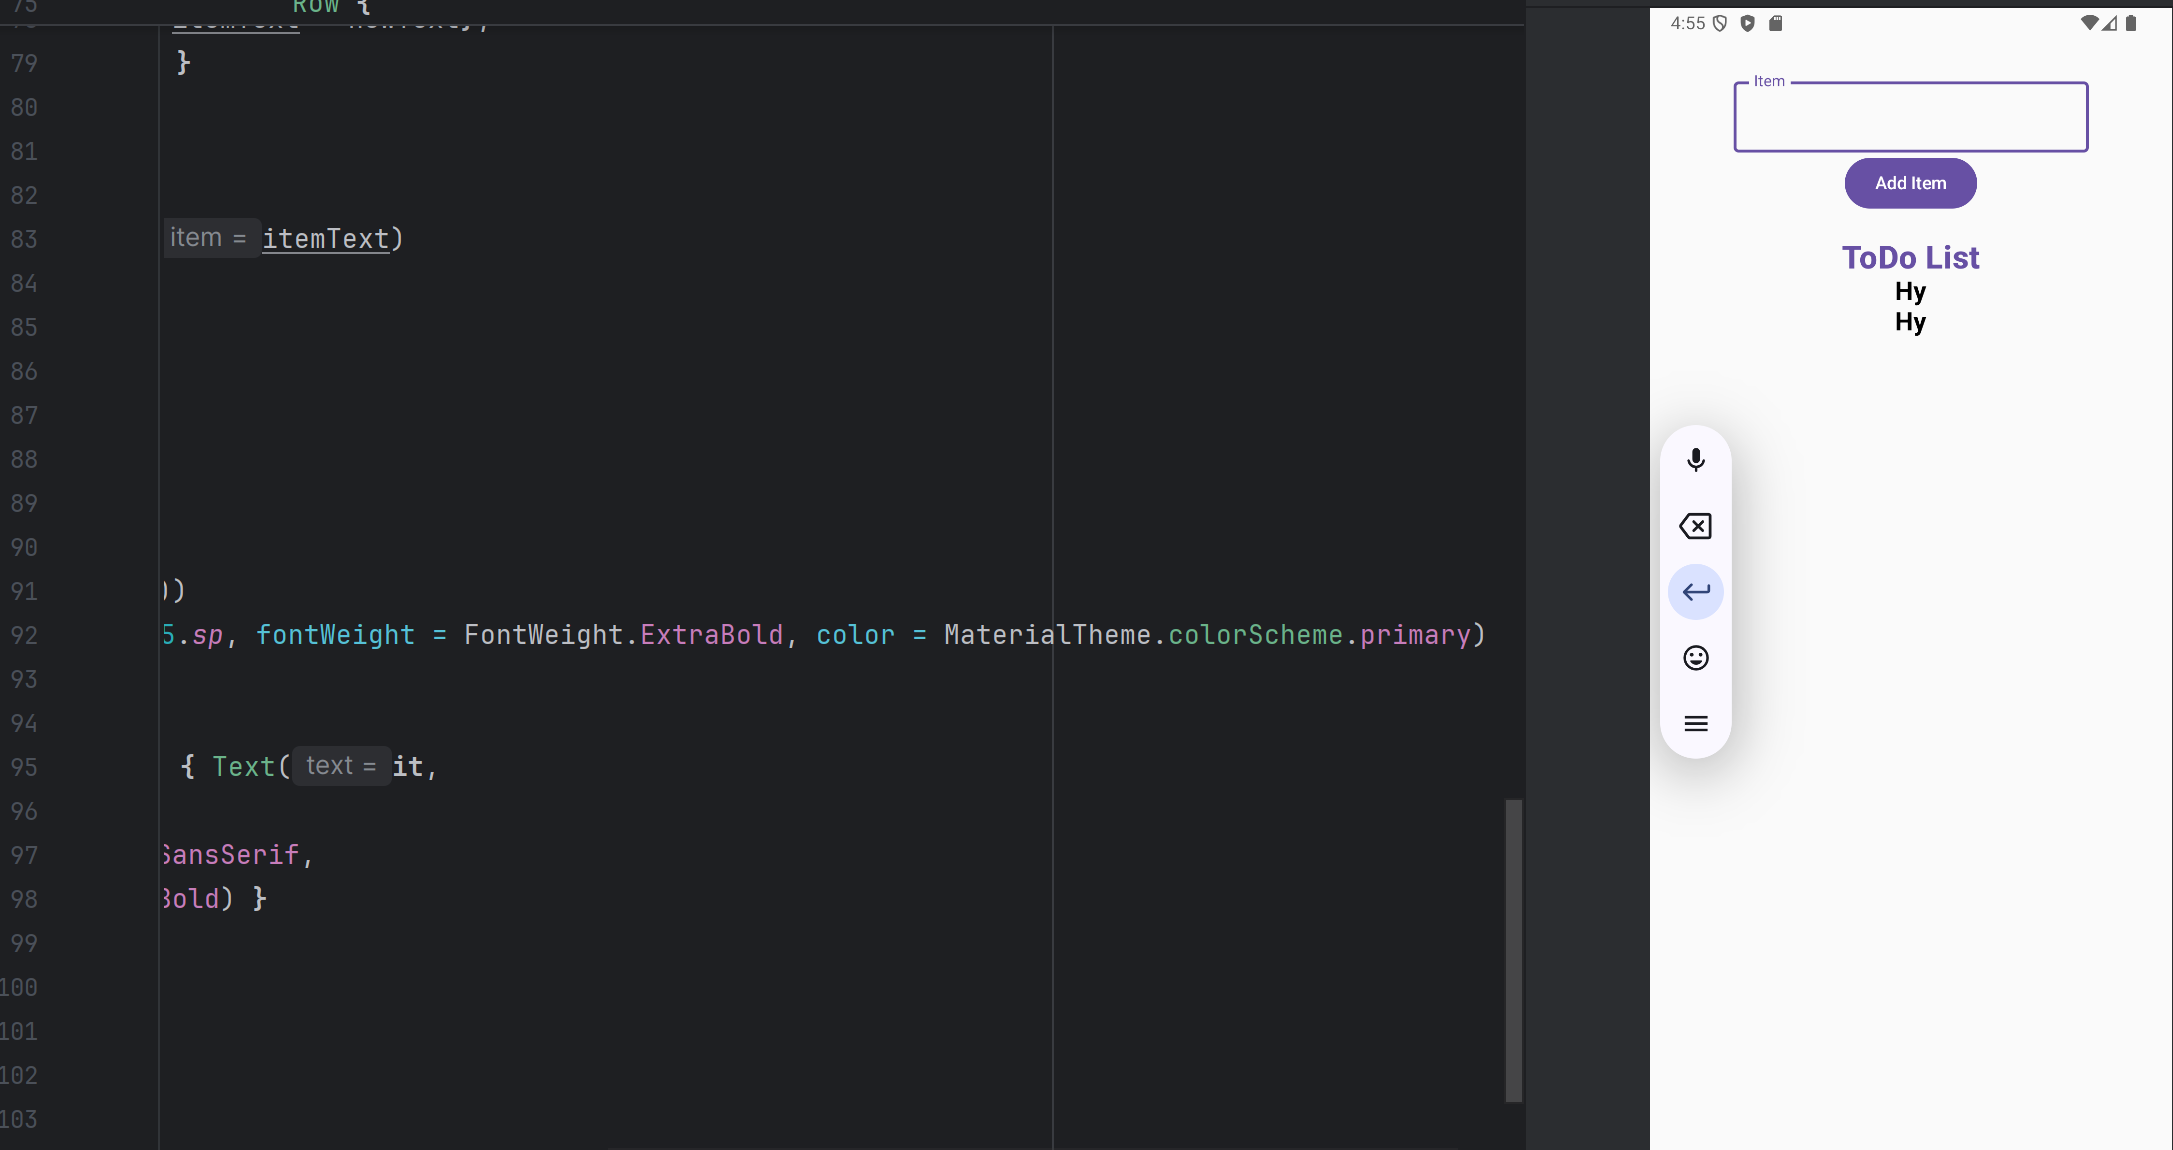 75 Row {
itemText = newText},
79 }
80
81
82
83 item = itemText)
84
85
86
87
88
89
90
91 ))
92 5.sp, fontWeight = FontWeight.ExtraBold, color = MaterialTheme.colorScheme.primary)
93
94
95 { Text( text = it,
96
97 SansSerif,
98 Bold) }
99
100
101
102
103
4:55
Item
Add Item
ToDo List
Hy
Hy